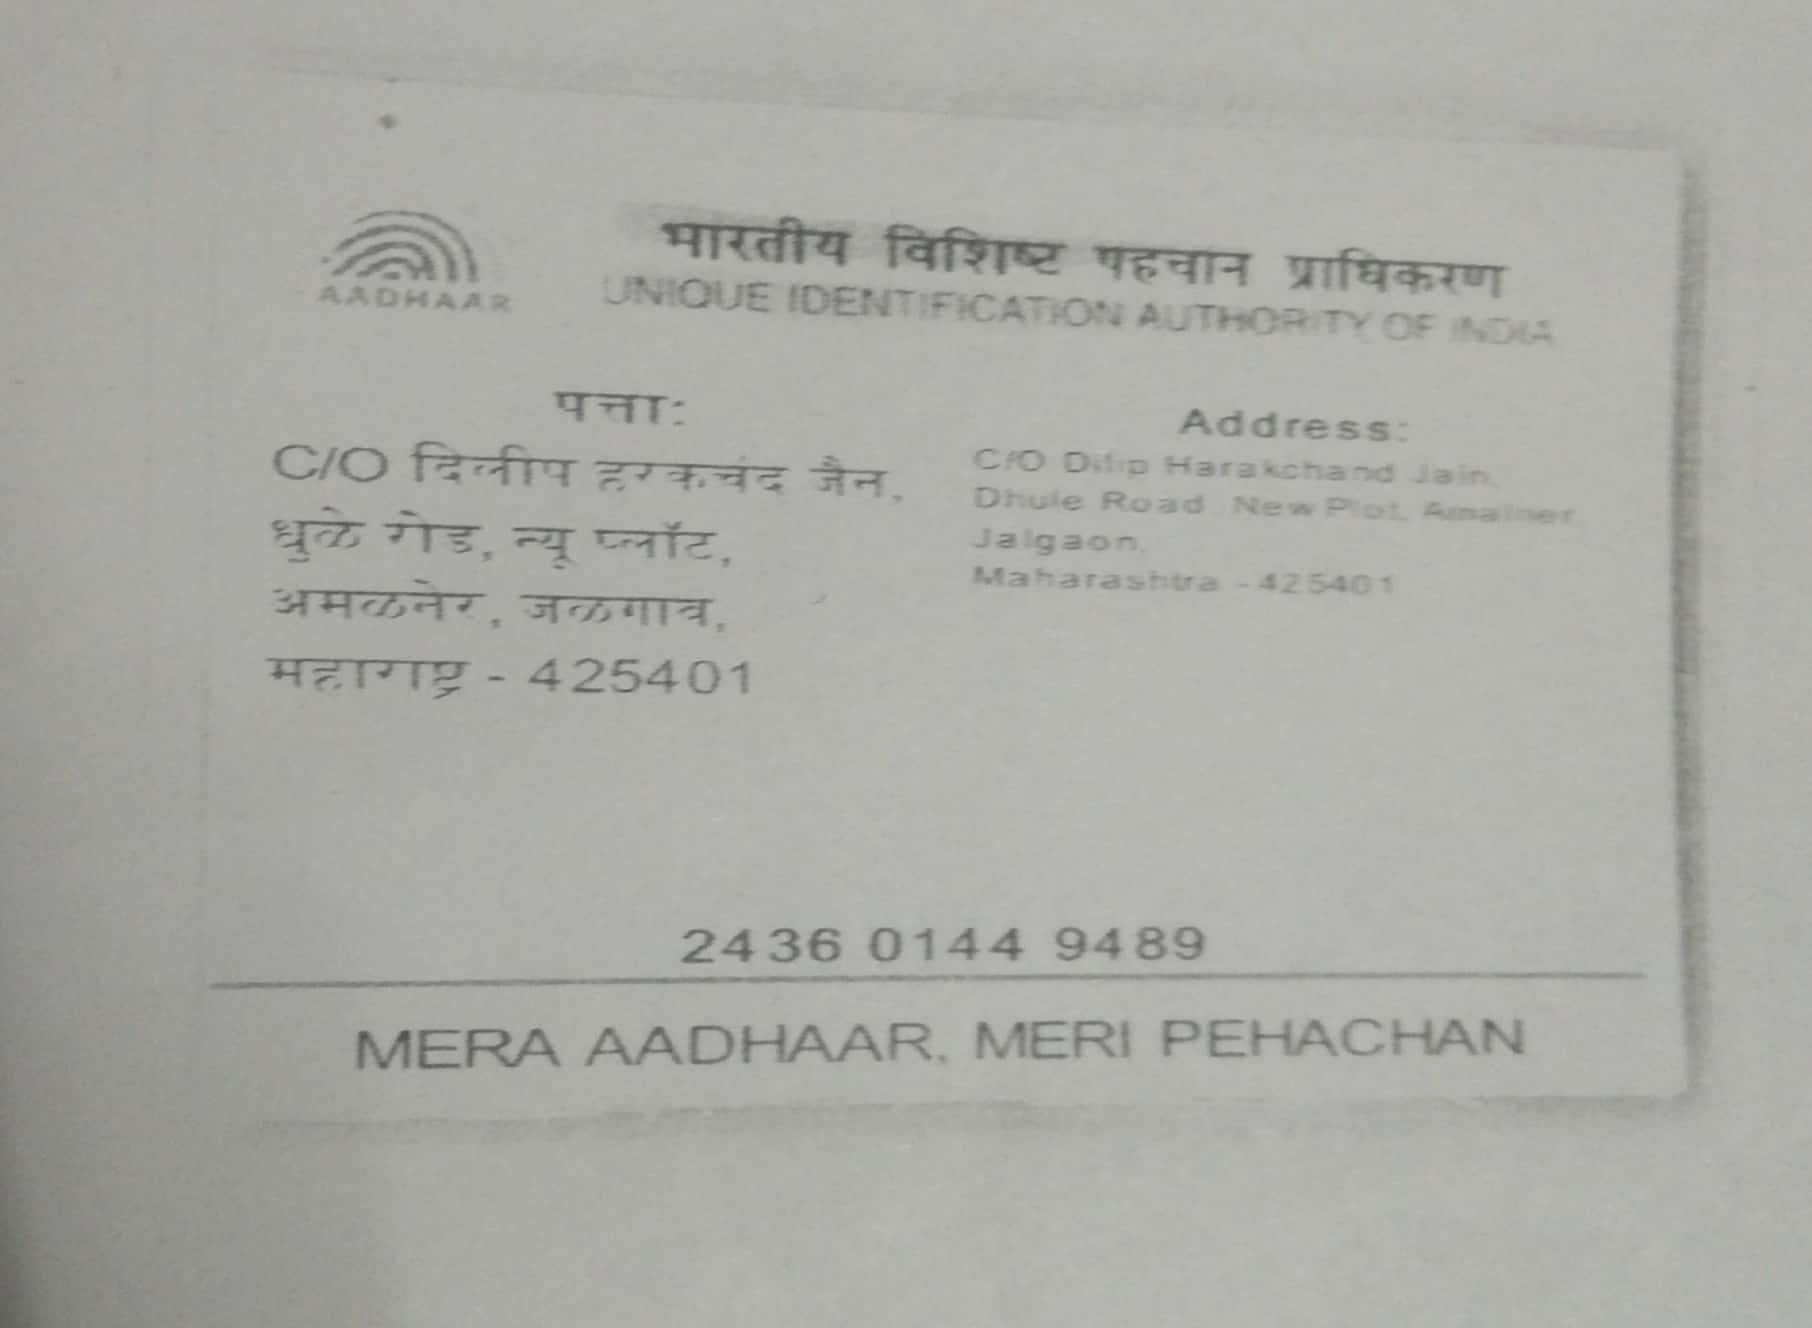 भारतीय विशिष्ट पहचान प्राधिकरण
AADHAAR
UNIQUE IDENTIFICATION AUTHORITY OF INDIA
पत्ता:
C/O दिलीप हरकचंद जैन,
धुळे रोड, न्यू प्लॉट,
अमळनेर, जळगाव,
महाराष्ट्र - 425401
Address:
C/O Dilip Harakchand Jain,
Dhule Road, New Plot, Amalner,
Jalgaon,
Maharashtra - 425401
2436 0144 9489
MERA AADHAAR, MERI PEHACHAN